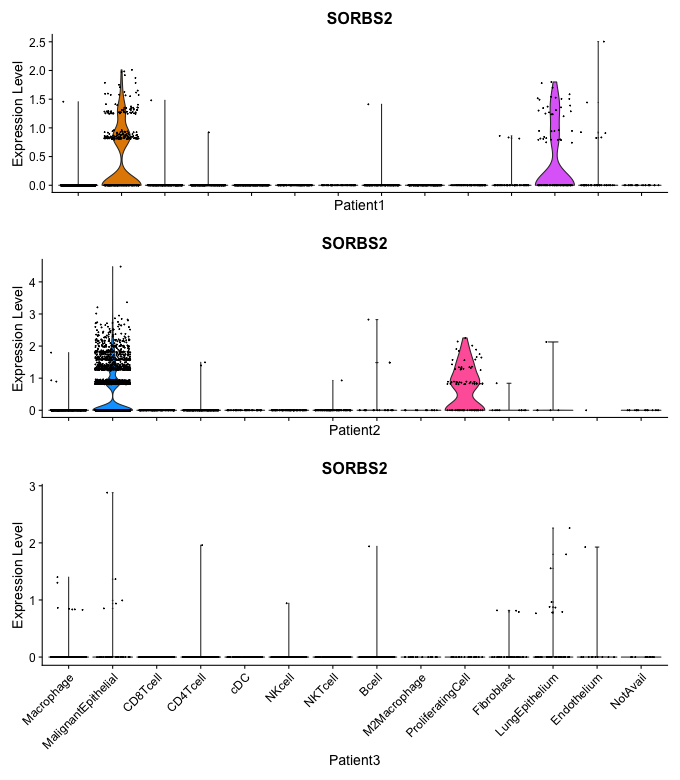 SORBS2
Expression Level
2.5
2.0
1.5
1.0
0.5
0.0
Patient1
SORBS2
Expression Level
4
3
2
1
0
Patient2
SORBS2
Expression Level
3
2
1
0
Macrophage
MalignantEpithelial
CD8Tcell
CD4Tcell
cDC
NKcell
NKTcell
Bcell
M2Macrophage
ProliferatingCell
Fibroblast
LungEpithelium
Endothelium
NotAvail
Patient3